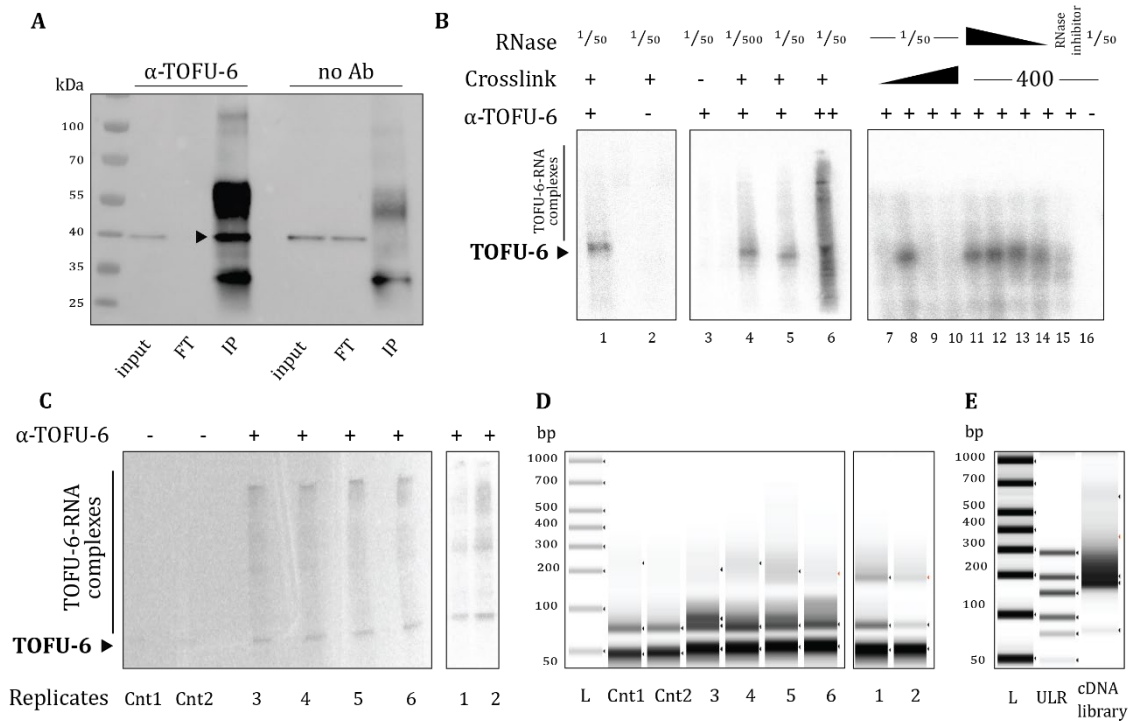 A
α-TOFU-6 no Ab
kDa
100
70
55
40
35
25
input FT IP input FT IP
B
RNase 1/50 1/50 1/50 1/500 1/50 1/50 1/50 RNase inhibitor 1/50
Crosslink + + - + + + 400
α-TOFU-6 + - + + + ++ + + + + + + + + + -
TOFU-6-RNA complexes
TOFU-6
1 2 3 4 5 6 7 8 9 10 11 12 13 14 15 16
C
α-TOFU-6 - - + + + + + +
TOFU-6-RNA complexes
TOFU-6
Replicates Cnt1 Cnt2 3 4 5 6 1 2
D
bp
1000
700
500
400
300
200
100
50
L Cnt1 Cnt2 3 4 5 6 1 2
E
bp
1000
700
500
400
300
200
100
50
L ULR cDNA library